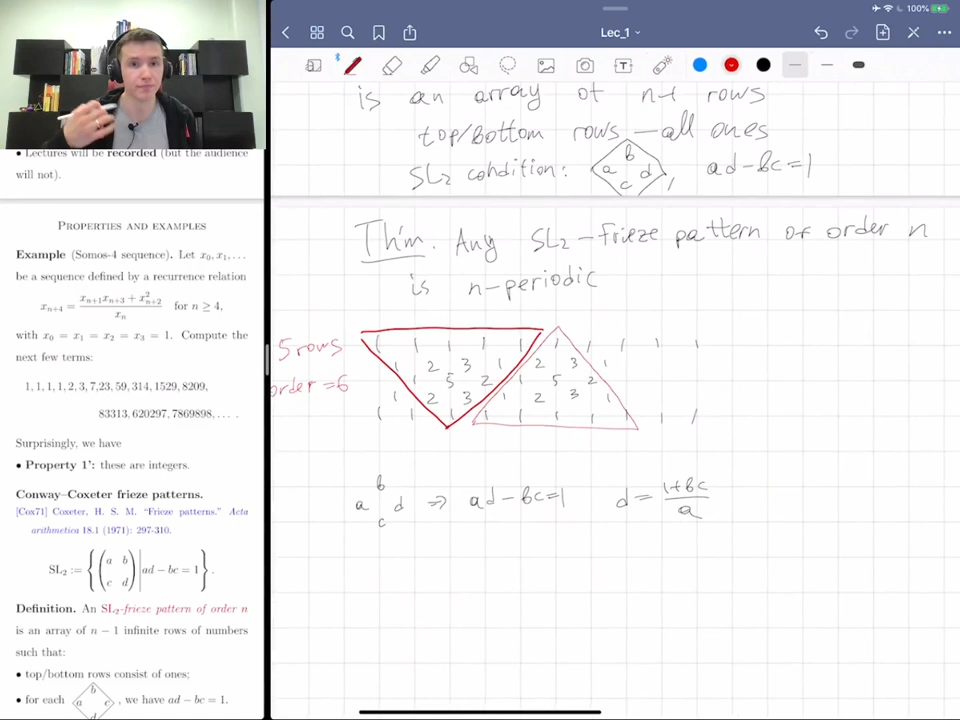 • Lectures will be recorded (but the audience
will not).
PROPERTIES AND EXAMPLES
Example (Somos-4 sequence). Let x₀, x₁, . . .
be a sequence defined by a recurrence relation
xₙ₊₄ = (xₙ₊₁xₙ₊₃ + x²ₙ₊₂)/xₙ for n ≥ 4,
with x₀ = x₁ = x₂ = x₃ = 1. Compute the
next few terms:
1, 1, 1, 1, 2, 3, 7, 23, 59, 314, 1529, 8209,
83313, 620297, 7869898, . . .
Surprisingly, we have
• Property 1': these are integers.
Conway–Coxeter frieze patterns.
[Cox71] Coxeter, H. S. M. "Frieze patterns." Acta
arithmetica 18.1 (1971): 297-310.
SL₂ := { (a b c d) | ad − bc = 1 }.
Definition. An SL₂-frieze pattern of order n
is an array of n − 1 infinite rows of numbers
such that:
• top/bottom rows consist of ones;
• for each a b c d, we have ad − bc = 1.
100%
Lec_1
is an array of n-1 rows
top/bottom rows — all ones
SL₂ condition: a b c d, ad-bc=1
Thm. Any SL₂-frieze pattern of order n
is n-periodic
5 rows
order = 6
1 1 1 1 1 1 1 1 1 1
1 2 3 1 2 3 1
1 5 2 1 5 2
1 2 3 1 2 3 1
1 1 1 1 1 1 1 1 1 1
a b c d ⇒ ad-bc=1 d = (1+bc)/a